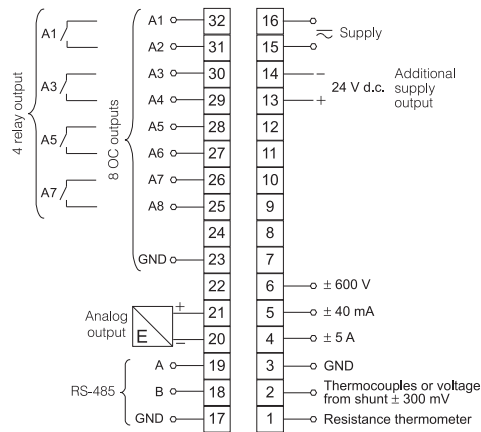 4 relay output
A1
A3
A5
A7
8 OC outputs
A1
A2
A3
A4
A5
A6
A7
A8
GND
Analog
output
E
+
−
RS-485
A
B
GND
32
31
30
29
28
27
26
25
24
23
22
21
20
19
18
17
16
15
14
13
12
11
10
9
8
7
6
5
4
3
2
1
Supply
−
+
24 V d.c.
Additional
supply
output
± 600 V
± 40 mA
± 5 A
GND
Thermocouples or voltage
from shunt ± 300 mV
Resistance thermometer